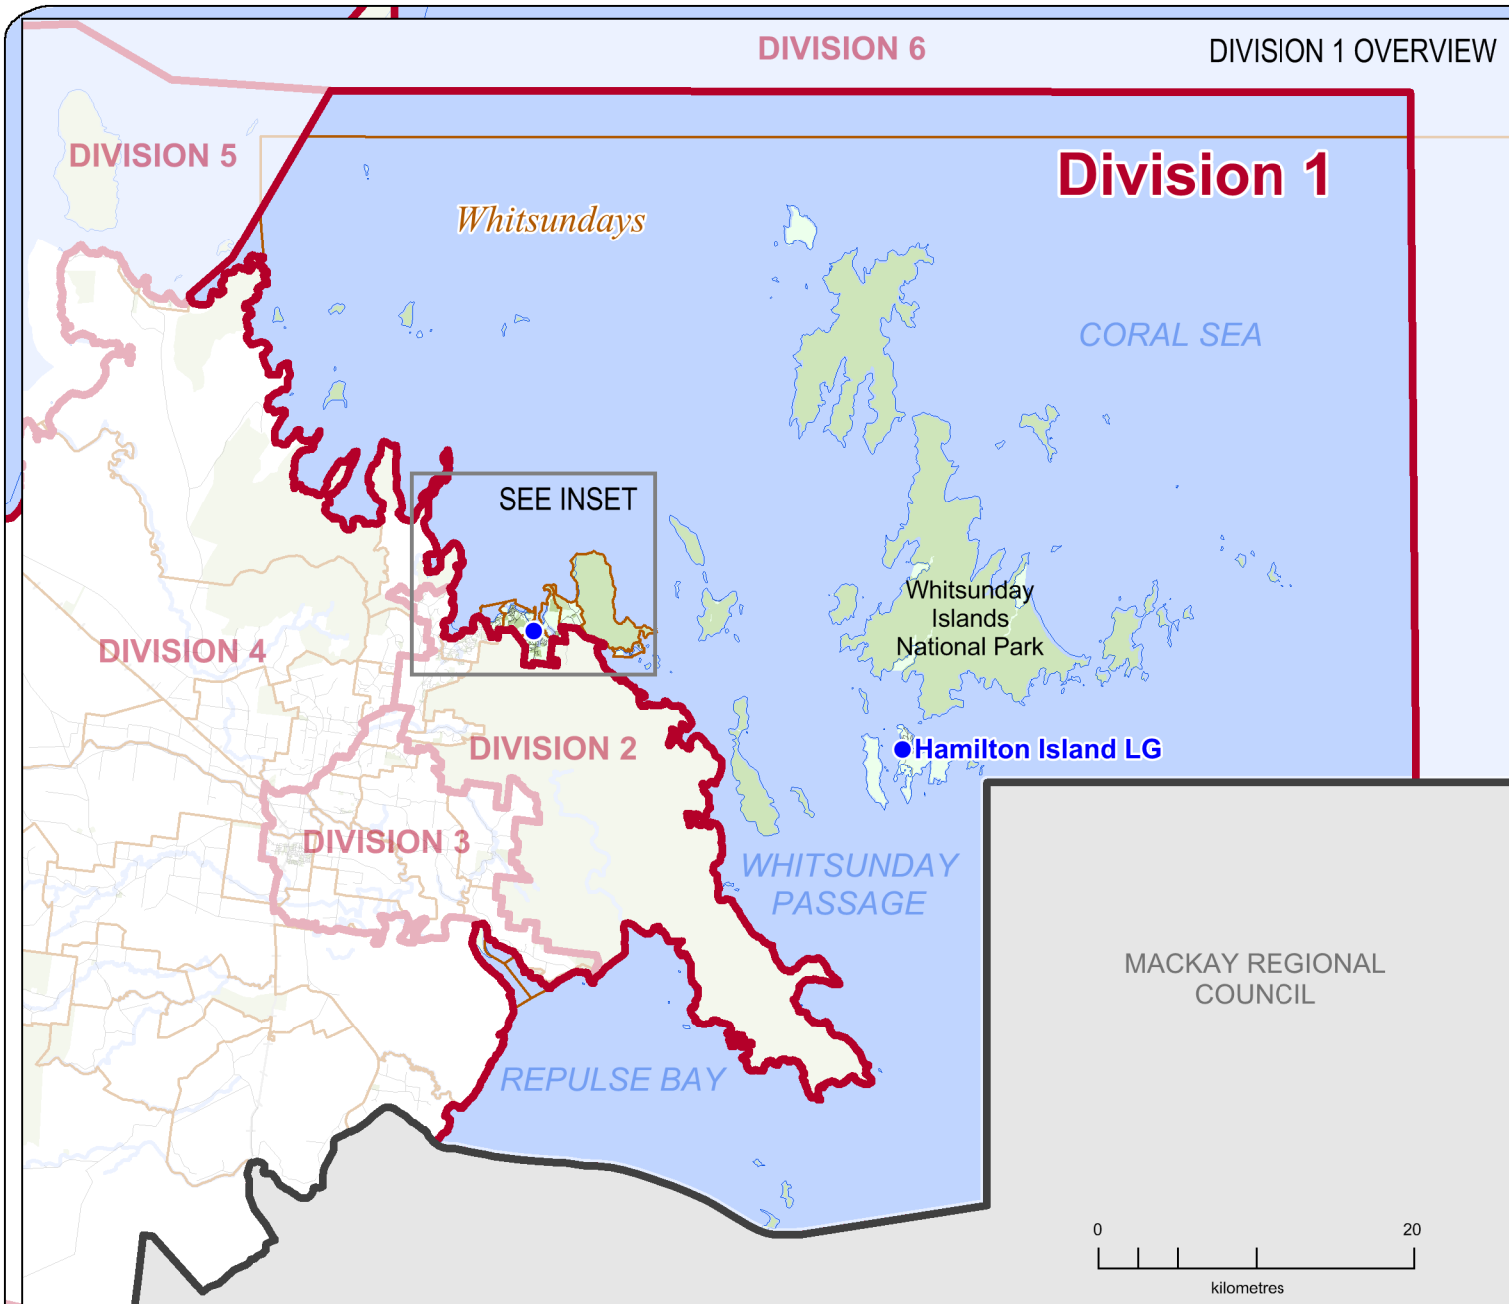 DIVISION 6
DIVISION 1 OVERVIEW
DIVISION 5
Division 1
Whitsundays
CORAL SEA
SEE INSET
Whitsunday
Islands
National Park
DIVISION 4
DIVISION 2
Hamilton Island LG
DIVISION 3
WHITSUNDAY
PASSAGE
MACKAY REGIONAL
COUNCIL
REPULSE BAY
0
20
kilometres